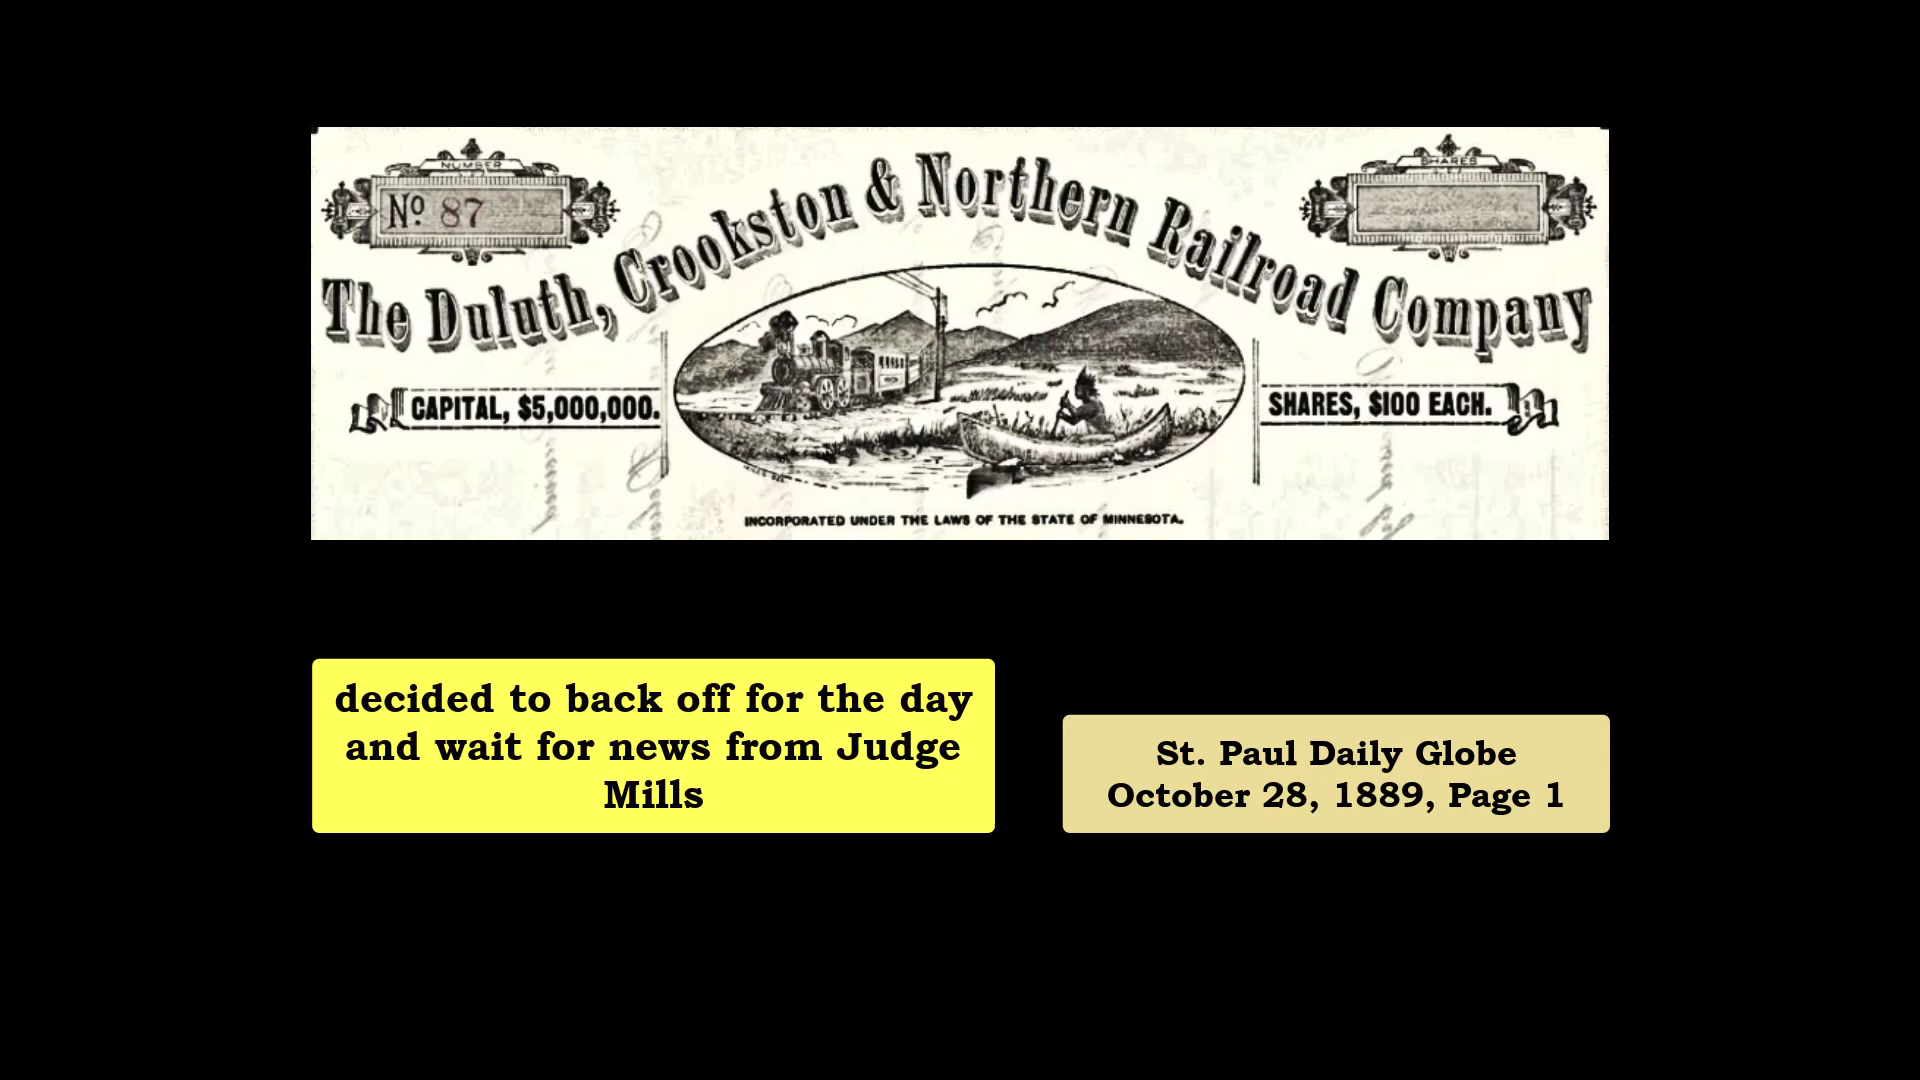 NUMBER
No 87
SHARES
The Duluth, Crookston & Northern Railroad Company
CAPITAL, $5,000,000.
SHARES, $100 EACH.
INCORPORATED UNDER THE LAWS OF THE STATE OF MINNESOTA.
decided to back off for the day
and wait for news from Judge
Mills
St. Paul Daily Globe
October 28, 1889, Page 1